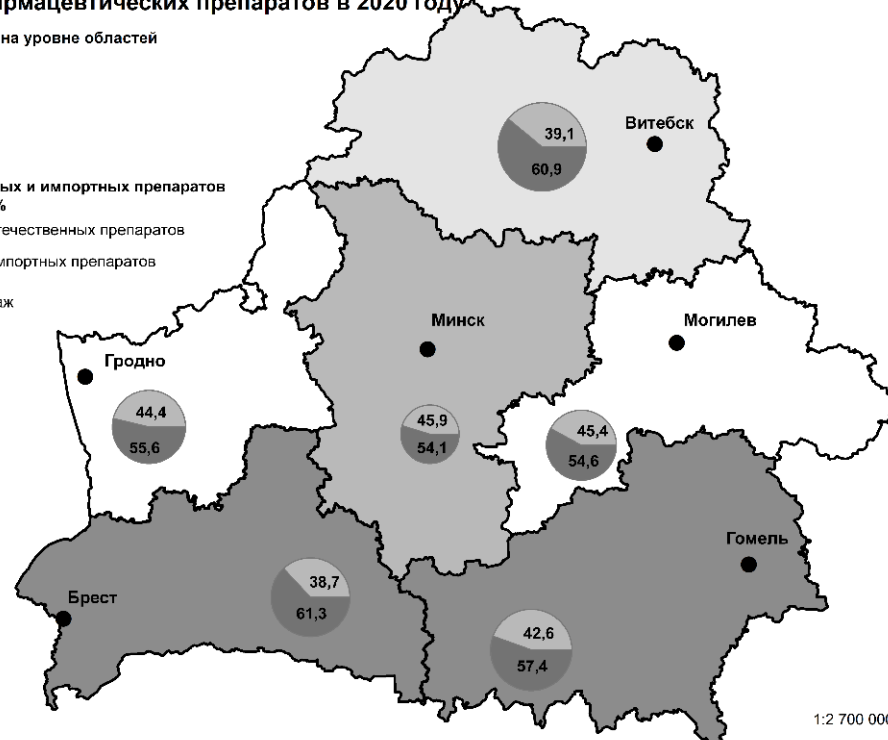 рмацевтических препаратов в 2020 году
на уровне областей
ых и импортных препаратов
%
течественных препаратов
мпортных препаратов
аж
Витебск
39,1
60,9
Минск
Могилев
Гродно
44,4
55,6
45,9
54,1
45,4
54,6
Гомель
Брест
38,7
61,3
42,6
57,4
1:2 700 000